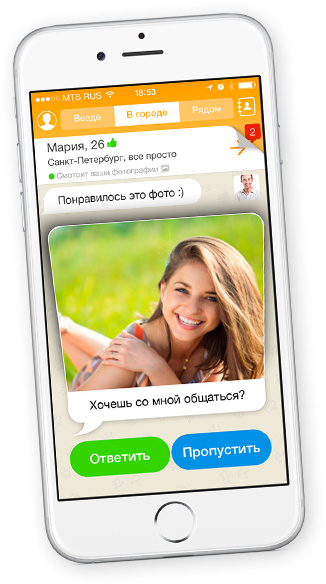 MTS RUS 18:53
Везде В городе Рядом
Мария, 26
2
Санкт-Петербург, все просто
Смотрит ваши фотографии
Понравилось это фото :)
Хочешь со мной общаться?
Ответить Пропустить